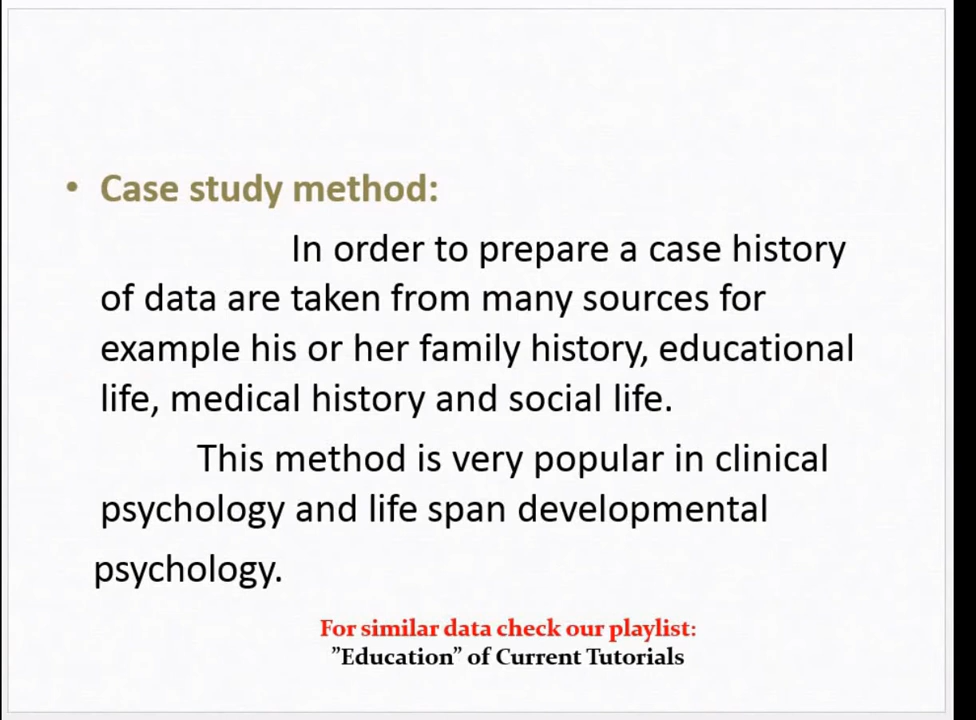 • Case study method:
In order to prepare a case history
of data are taken from many sources for
example his or her family history, educational
life, medical history and social life.
This method is very popular in clinical
psychology and life span developmental
psychology.
For similar data check our playlist:
”Education” of Current Tutorials